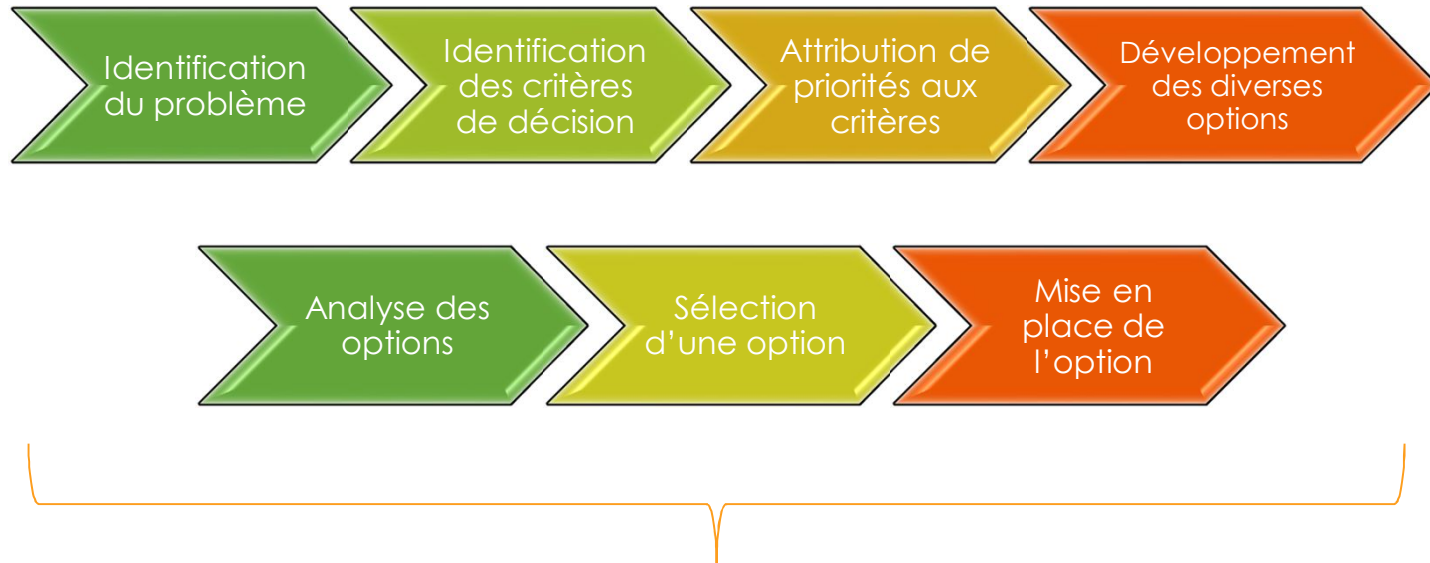 Identification
du problème
Identification
des critères
de décision
Attribution de
priorités aux
critères
Développement
des diverses
options
Analyse des
options
Sélection
d’une option
Mise en
place de
l’option